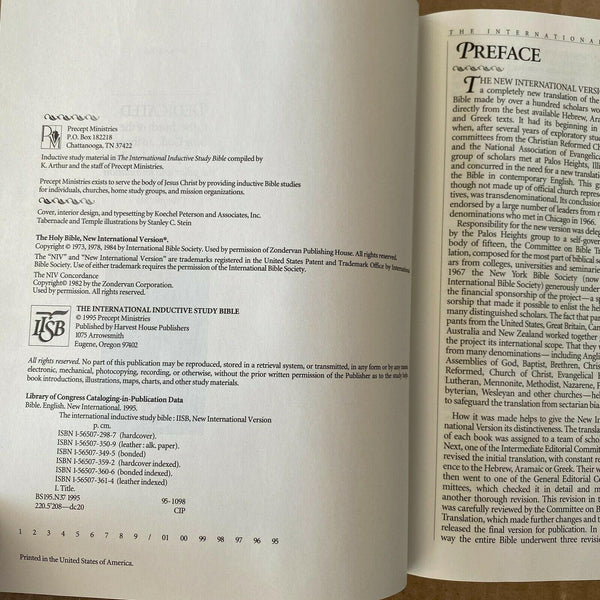 Precept Ministries
P.O. Box 182218
Chattanooga, TN 37422
Inductive study material in The International Inductive Study Bible compiled by
K. Arthur and the staff of Precept Ministries.
Precept Ministries exists to serve the body of Jesus Christ by providing inductive Bible studies
for individuals, churches, home study groups, and mission organizations.
Cover, interior design, and typesetting by Koechel Peterson and Associates, Inc.
Tabernacle and Temple illustrations by Stanley C. Stein
The Holy Bible, New International Version®.
Copyright © 1973, 1978, 1984 by International Bible Society. Used by permission of Zondervan Publishing House. All rights reserved.
The "NIV" and "New International Version" are trademarks registered in the United States Patent and Trademark Office by International
Bible Society. Use of either trademark requires the permission of the International Bible Society.
The NIV Concordance
Copyright ©1982 by the Zondervan Corporation.
Used by permission. All rights reserved.
IISB
THE INTERNATIONAL INDUCTIVE STUDY BIBLE
© 1995 Precept Ministries
Published by Harvest House Publishers
1075 Arrowsmith
Eugene, Oregon 97402
All rights reserved. No part of this publication may be reproduced, stored in a retrieval system, or transmitted, in any form or by any means
electronic, mechanical, photocopying, recording, or otherwise, without the prior written permission of the Publisher as to the study helps
book introductions, illustrations, maps, charts, and other study materials.
Library of Congress Cataloging-in-Publication Data
Bible. English. New International. 1995.
The international inductive study bible : IISB, New International Version
p. cm.
ISBN 1-56507-298-7 (hardcover).
ISBN 1-56507-350-9 (leather : alk. paper).
ISBN 1-56507-349-5 (bonded)
ISBN 1-56507-359-2 (hardcover indexed)
ISBN 1-56507-360-6 (bonded indexed)
ISBN 1-56507-361-4 (leather indexed)
I. Title.
BS195.N37 1995 95-1098
220.5'208—dc20 CIP
1 2 3 4 5 6 7 8 9 / 01 00 99 98 97 96 95
Printed in the United States of America.
THE INTERNATIONAL
PREFACE
THE NEW INTERNATIONAL VERSION
a completely new translation of the
Bible made by over a hundred scholars
directly from the best available Hebrew,
and Greek texts. It had its beginning in
when, after several years of exploratory
committees from the Christian Reformed
and the National Association of
group of scholars met at Palos Heights,
and concurred in the need for a new
the Bible in contemporary English. This
though not made up of official church
tives, was transdenominational. Its
endorsed by a large number of leaders from
denominations who met in Chicago in 1966.
Responsibility for the new version was
by the Palos Heights group to a
body of fifteen, the Committee on Bible
lation, composed for the most part of biblical
ars from colleges, universities and
1967 the New York Bible Society (now
International Bible Society) generously
the financial sponsorship of the project—a
sorship that made it possible to enlist the
many distinguished scholars. The fact that
pants from the United States, Great Britain,
Australia and New Zealand worked together
the project its international scope. That they
from many denominations—including
Assemblies of God, Baptist, Brethren,
Reformed, Church of Christ, Evangelical
Lutheran, Mennonite, Methodist, Nazarene,
byterian, Wesleyan and other churches—
to safeguard the translation from sectarian
How it was made helps to give the New
national Version its distinctiveness. The
of each book was assigned to a team of
Next, one of the Intermediate Editorial
revised the initial translation, with constant
ence to the Hebrew, Aramaic or Greek. Their
then went to one of the General Editorial
mittees, which checked it in detail and
another thorough revision. This revision in
was carefully reviewed by the Committee on
Translation, which made further changes and
released the final version for publication. In
way the entire Bible underwent three